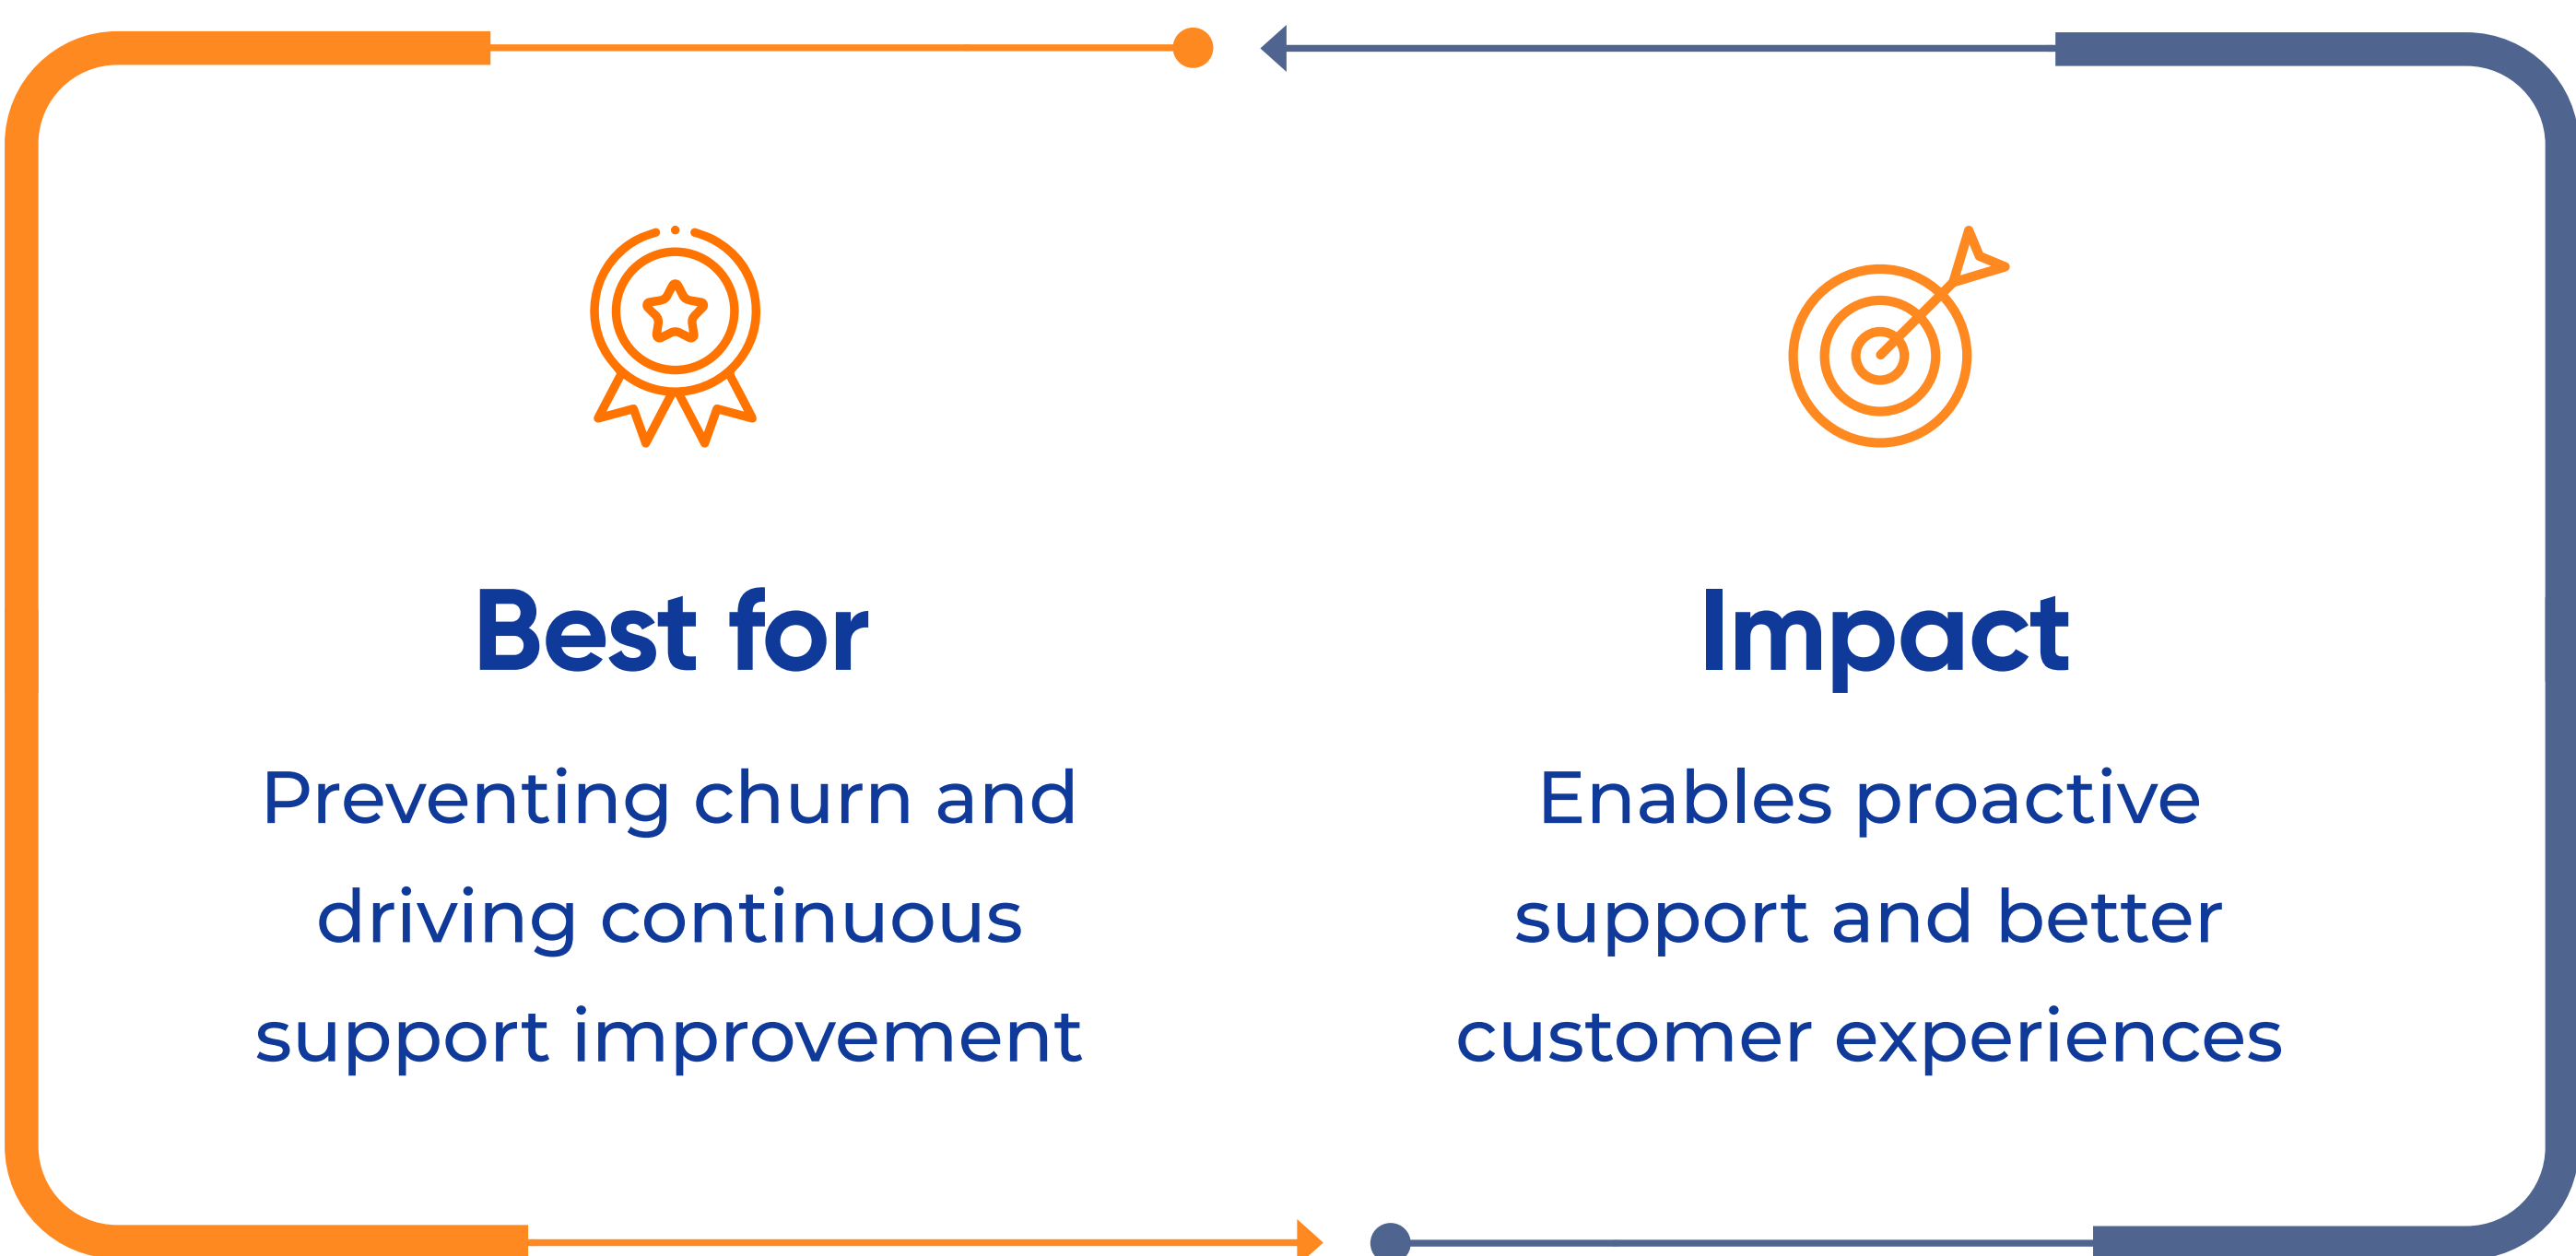 Best for
Preventing churn and
driving continuous
support improvement
Impact
Enables proactive
support and better
customer experiences